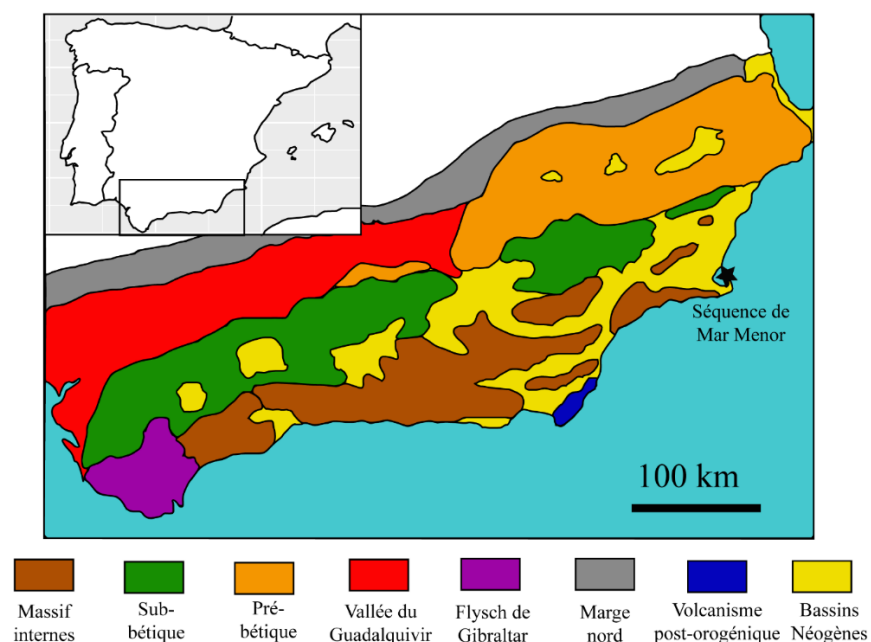 Séquence de
Mar Menor
100 km
Massif
internes
Sub-
bétique
Pré-
bétique
Vallée du
Guadalquivir
Flysch de
Gibraltar
Marge
nord
Volcanisme
post-orogénique
Bassins
Néogènes